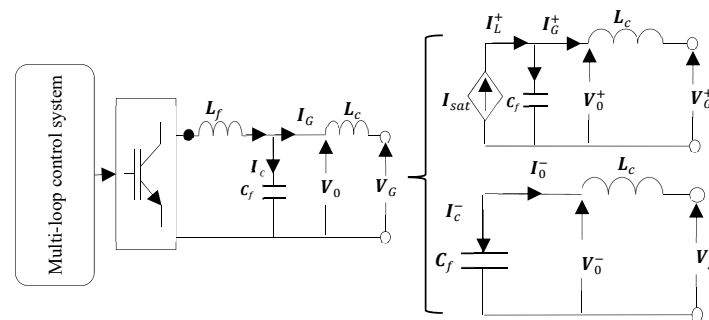 Multi-loop control system
L_f
I_G
L_c
I_c
C_f
V_0
V_G
I_L^+
I_G^+
L_c
I_sat
C_f
V_0^+
V_G^+
I_0^-
L_c
I_c^-
C_f
V_0^-